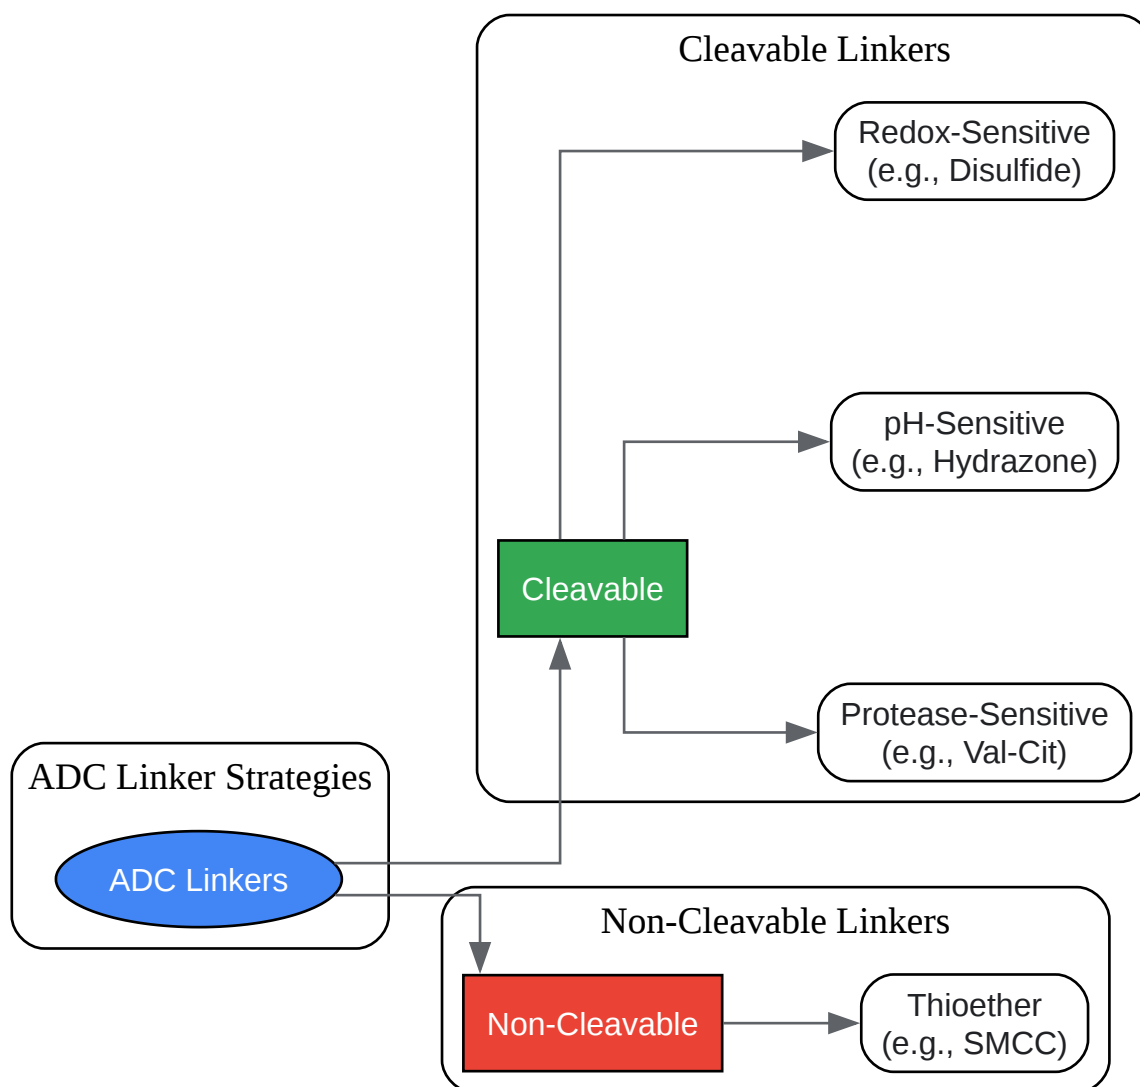 Cleavable Linkers
Redox-Sensitive
(e.g., Disulfide)
pH-Sensitive
(e.g., Hydrazone)
Cleavable
Protease-Sensitive
(e.g., Val-Cit)
ADC Linker Strategies
ADC Linkers
Non-Cleavable Linkers
Non-Cleavable
Thioether
(e.g., SMCC)